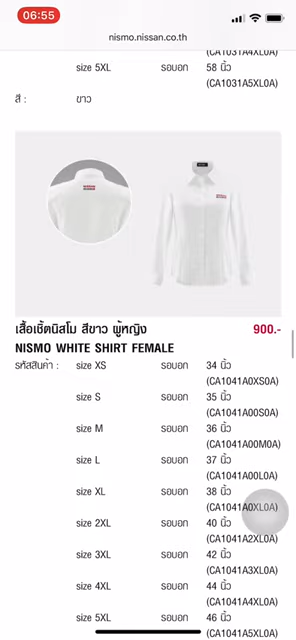 06:55
nismo.nissan.co.th
(CA1031A4XL0A)
size 5XL รอบอก 58 นิ้ว
(CA1031A5XL0A)
สี : ขาว
เสื้อเชิ้ตนิสโม สีขาว ผู้หญิง 900.-
NISMO WHITE SHIRT FEMALE
รหัสสินค้า : size XS รอบอก 34 นิ้ว
(CA1041A0XS0A)
size S รอบอก 35 นิ้ว
(CA1041A00S0A)
size M รอบอก 36 นิ้ว
(CA1041A00M0A)
size L รอบอก 37 นิ้ว
(CA1041A00L0A)
size XL รอบอก 38 นิ้ว
(CA1041A0XL0A)
size 2XL รอบอก 40 นิ้ว
(CA1041A2XL0A)
size 3XL รอบอก 42 นิ้ว
(CA1041A3XL0A)
size 4XL รอบอก 44 นิ้ว
(CA1041A4XL0A)
size 5XL รอบอก 46 นิ้ว
(CA1041A5XL0A)